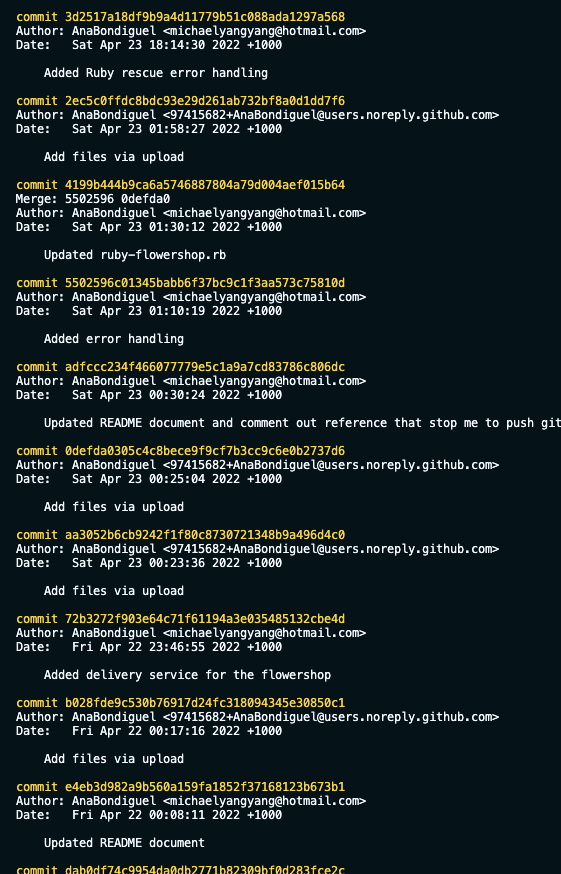 commit 3d2517a18df9b9a4d11779b51c088ada1297a568
Author: AnaBondiguel <michaelyangyang@hotmail.com>
Date:   Sat Apr 23 18:14:30 2022 +1000
Added Ruby rescue error handling
commit 2ec5c0ffdc8bdc93e29d261ab732bf8a0d1dd7f6
Author: AnaBondiguel <97415682+AnaBondiguel@users.noreply.github.com>
Date:   Sat Apr 23 01:58:27 2022 +1000
Add files via upload
commit 4199b444b9ca6a5746887804a79d004aef015b64
Merge: 5502596 0defda0
Author: AnaBondiguel <michaelyangyang@hotmail.com>
Date:   Sat Apr 23 01:30:12 2022 +1000
Updated ruby-flowershop.rb
commit 5502596c01345babb6f37bc9c1f3aa573c75810d
Author: AnaBondiguel <michaelyangyang@hotmail.com>
Date:   Sat Apr 23 01:10:19 2022 +1000
Added error handling
commit adfccc234f466077779e5c1a9a7cd83786c806dc
Author: AnaBondiguel <michaelyangyang@hotmail.com>
Date:   Sat Apr 23 00:30:24 2022 +1000
Updated README document and comment out reference that stop me to push git
commit 0defda0305c4c8bece9f9cf7b3cc9c6e0b2737d6
Author: AnaBondiguel <97415682+AnaBondiguel@users.noreply.github.com>
Date:   Sat Apr 23 00:25:04 2022 +1000
Add files via upload
commit aa3052b6cb9242f1f80c8730721348b9a496d4c0
Author: AnaBondiguel <97415682+AnaBondiguel@users.noreply.github.com>
Date:   Sat Apr 23 00:23:36 2022 +1000
Add files via upload
commit 72b3272f903e64c71f61194a3e035485132cbe4d
Author: AnaBondiguel <michaelyangyang@hotmail.com>
Date:   Fri Apr 22 23:46:55 2022 +1000
Added delivery service for the flowershop
commit b028fde9c530b76917d24fc318094345e30850c1
Author: AnaBondiguel <97415682+AnaBondiguel@users.noreply.github.com>
Date:   Fri Apr 22 00:17:16 2022 +1000
Add files via upload
commit e4eb3d982a9b560a159fa1852f37168123b673b1
Author: AnaBondiguel <michaelyangyang@hotmail.com>
Date:   Fri Apr 22 00:08:11 2022 +1000
Updated README document
commit dab0df74c9954da0db2771b82309bf0d283fce2c